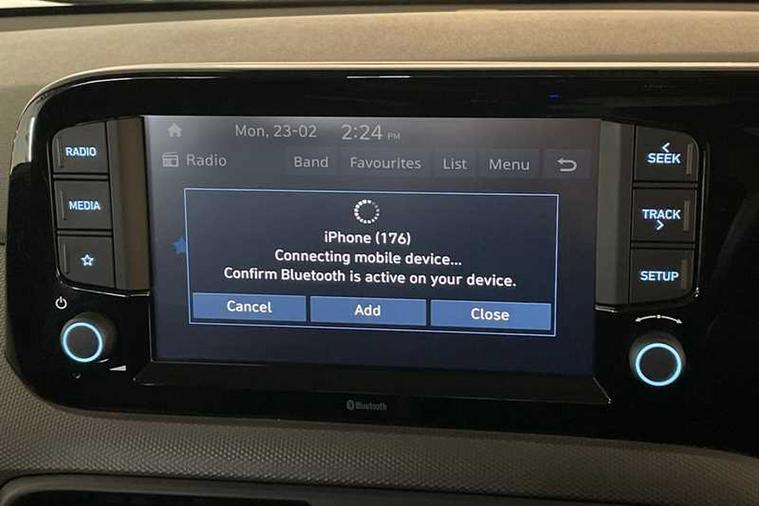 Mon, 23-02 2:24 PM
Radio Band Favourites List Menu
RADIO
MEDIA
iPhone (176)
Connecting mobile device...
Confirm Bluetooth is active on your device.
Cancel Add Close
SEEK
TRACK
SETUP
Bluetooth